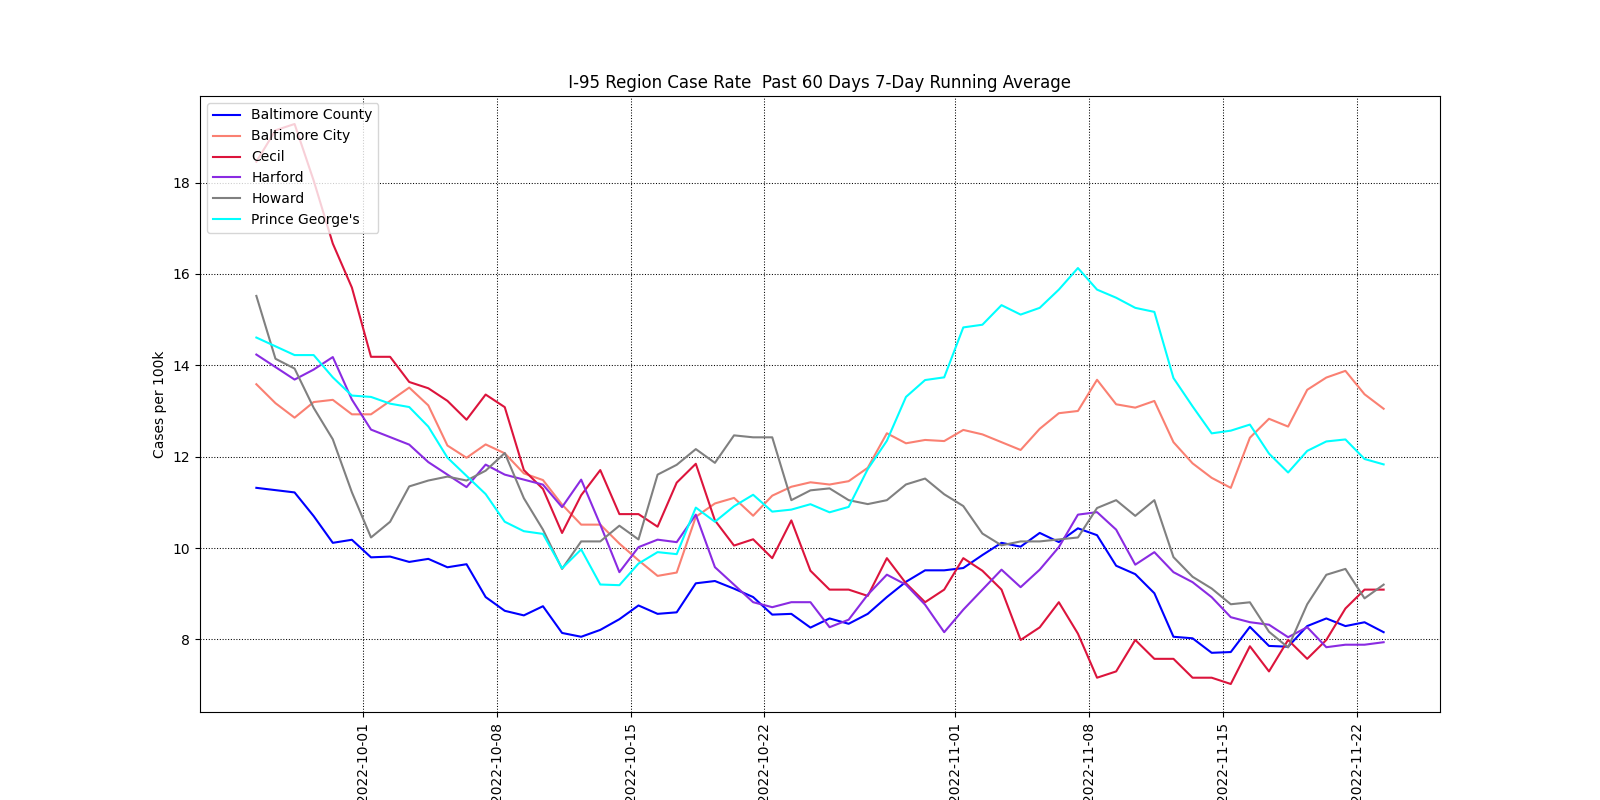 I-95 Region Case Rate  Past 60 Days 7-Day Running Average
Baltimore County
Baltimore City
Cecil
Harford
Howard
Prince George's
Cases per 100k
18
16
14
12
10
8
2022-10-01
2022-10-08
2022-10-15
2022-10-22
2022-11-01
2022-11-08
2022-11-15
2022-11-22